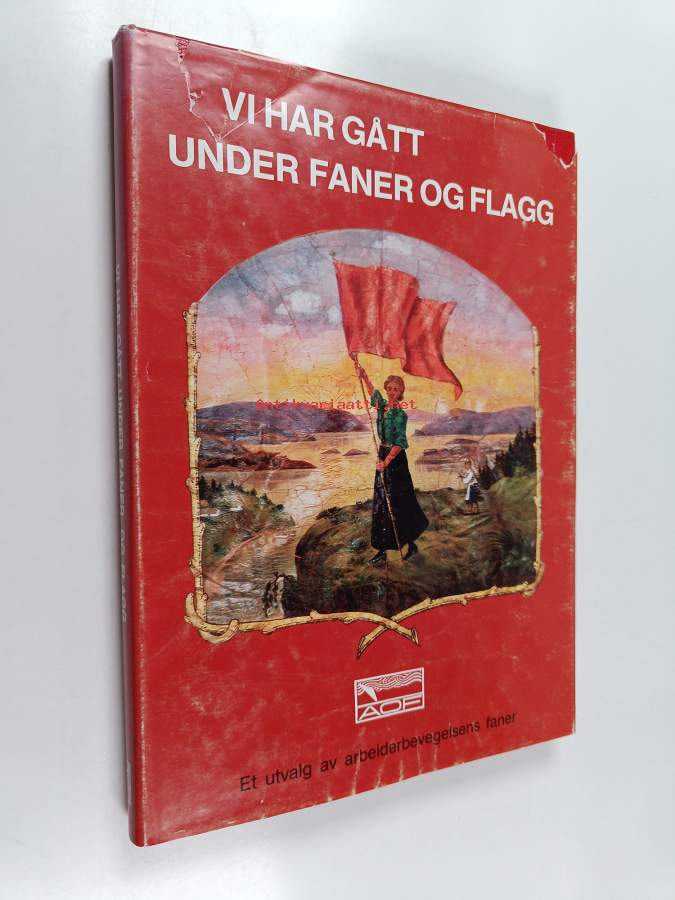 VI HAR GÅTT
UNDER FANER OG FLAGG
Antikvariaatti.net
AOF
Et utvalg av arbeiderbevegelsens faner
VI HAR GÅTT UNDER FANER OG FLAGG